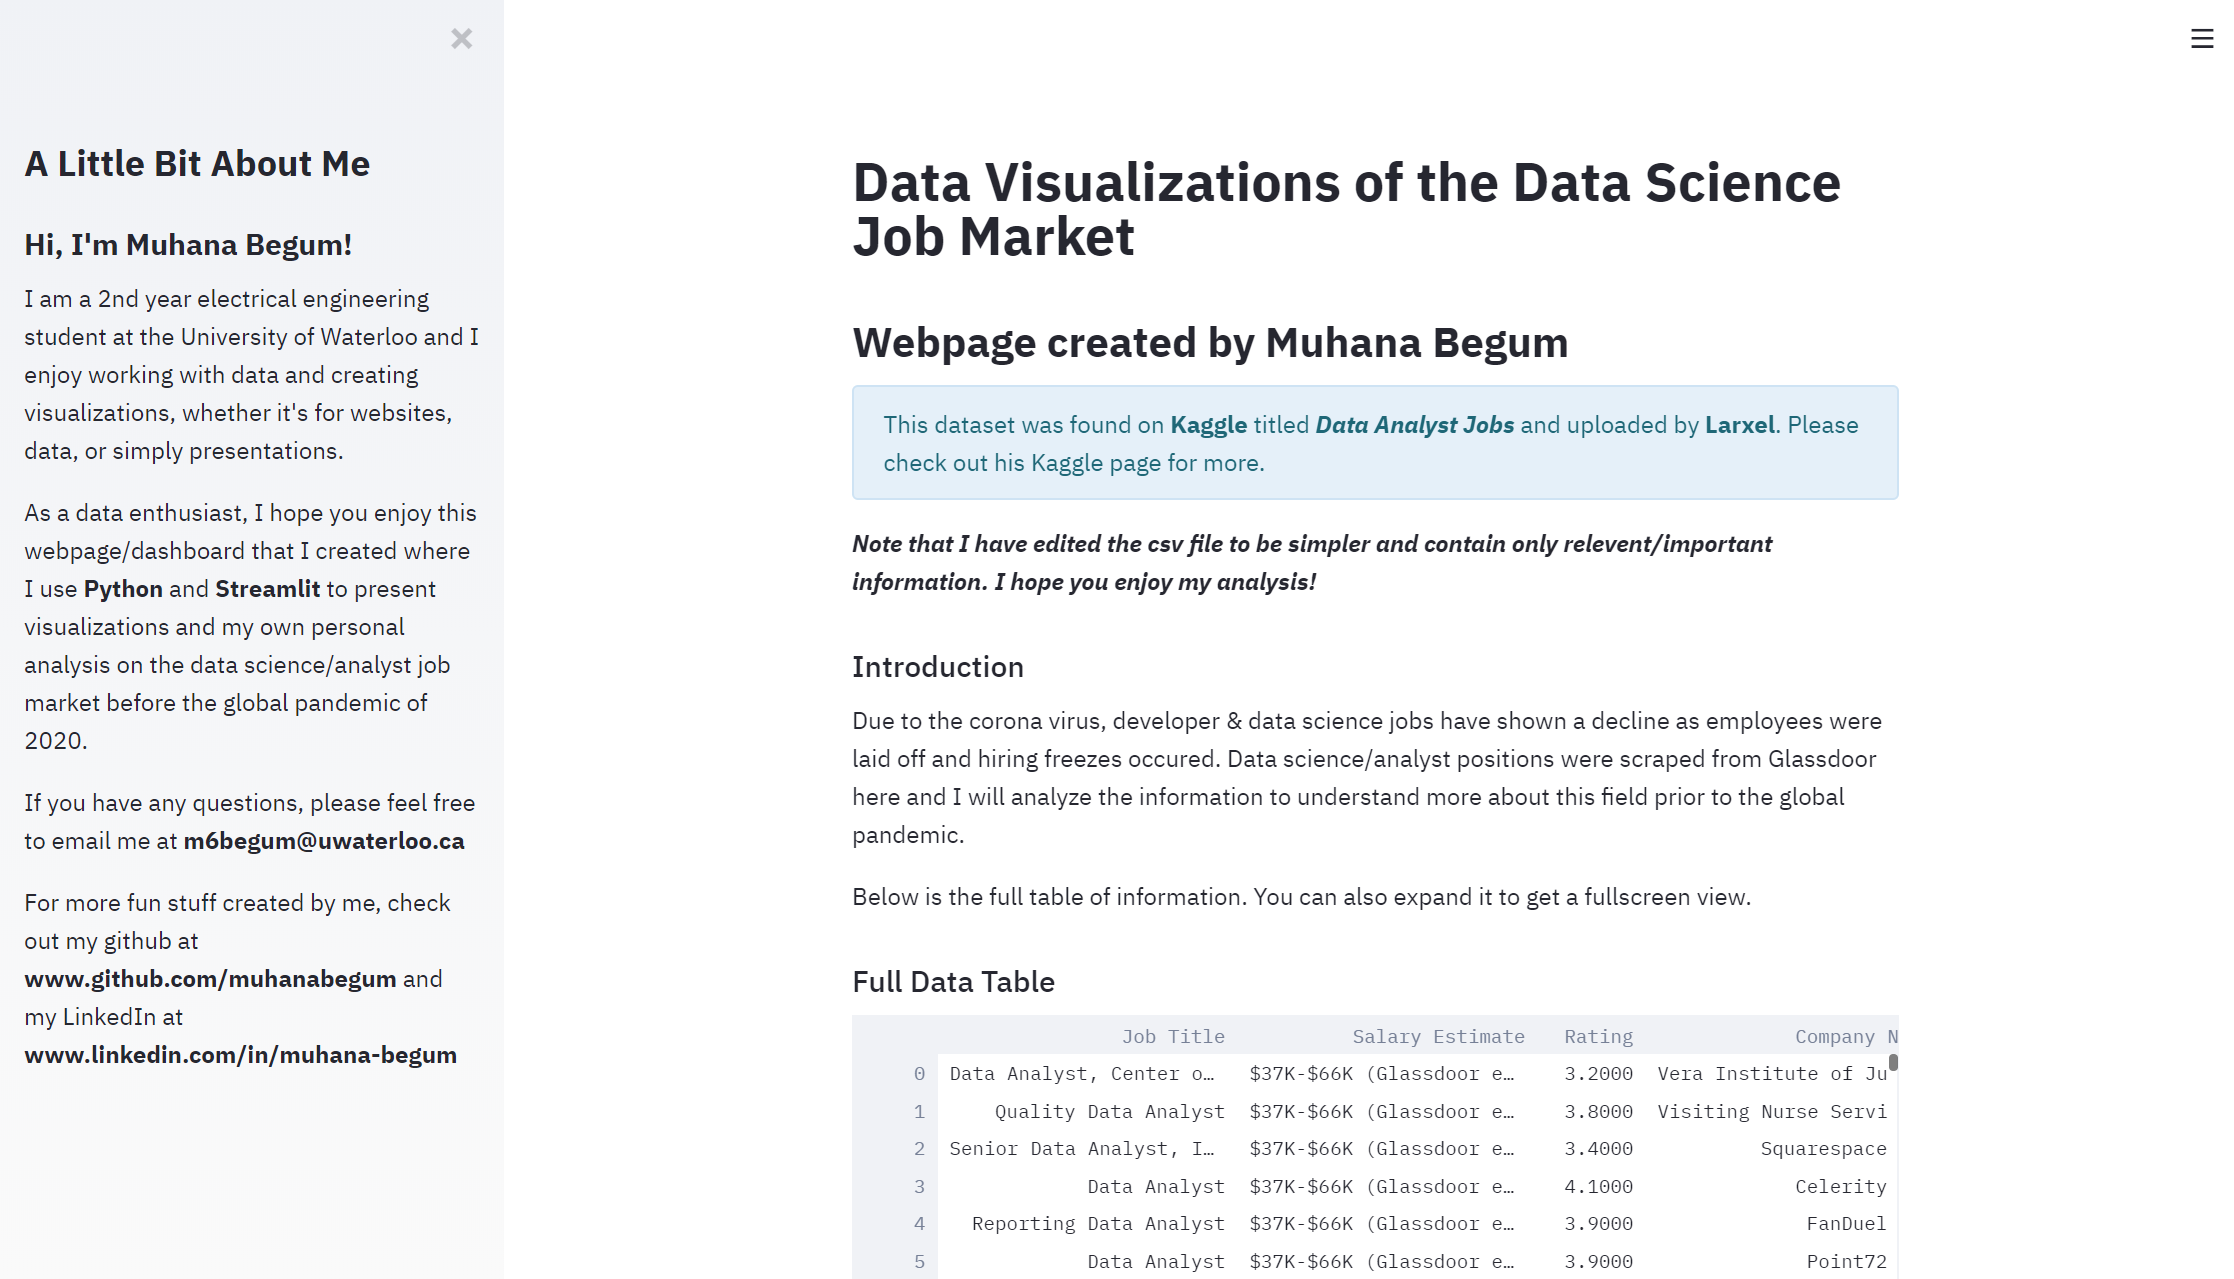 ×
A Little Bit About Me
Hi, I'm Muhana Begum!
I am a 2nd year electrical engineering
student at the University of Waterloo and I
enjoy working with data and creating
visualizations, whether it's for websites,
data, or simply presentations.
As a data enthusiast, I hope you enjoy this
webpage/dashboard that I created where
I use Python and Streamlit to present
visualizations and my own personal
analysis on the data science/analyst job
market before the global pandemic of
2020.
If you have any questions, please feel free
to email me at m6begum@uwaterloo.ca
For more fun stuff created by me, check
out my github at
www.github.com/muhanabegum and
my LinkedIn at
www.linkedin.com/in/muhana-begum
Data Visualizations of the Data Science
Job Market
Webpage created by Muhana Begum
This dataset was found on Kaggle titled Data Analyst Jobs and uploaded by Larxel. Please
check out his Kaggle page for more.
Note that I have edited the csv file to be simpler and contain only relevent/important
information. I hope you enjoy my analysis!
Introduction
Due to the corona virus, developer & data science jobs have shown a decline as employees were
laid off and hiring freezes occured. Data science/analyst positions were scraped from Glassdoor
here and I will analyze the information to understand more about this field prior to the global
pandemic.
Below is the full table of information. You can also expand it to get a fullscreen view.
Full Data Table
Job Title Salary Estimate Rating Company N
0 Data Analyst, Center o… $37K-$66K (Glassdoor e… 3.2000 Vera Institute of Ju
1 Quality Data Analyst $37K-$66K (Glassdoor e… 3.8000 Visiting Nurse Servi
2 Senior Data Analyst, I… $37K-$66K (Glassdoor e… 3.4000 Squarespace
3 Data Analyst $37K-$66K (Glassdoor e… 4.1000 Celerity
4 Reporting Data Analyst $37K-$66K (Glassdoor e… 3.9000 FanDuel
5 Data Analyst $37K-$66K (Glassdoor e… 3.9000 Point72